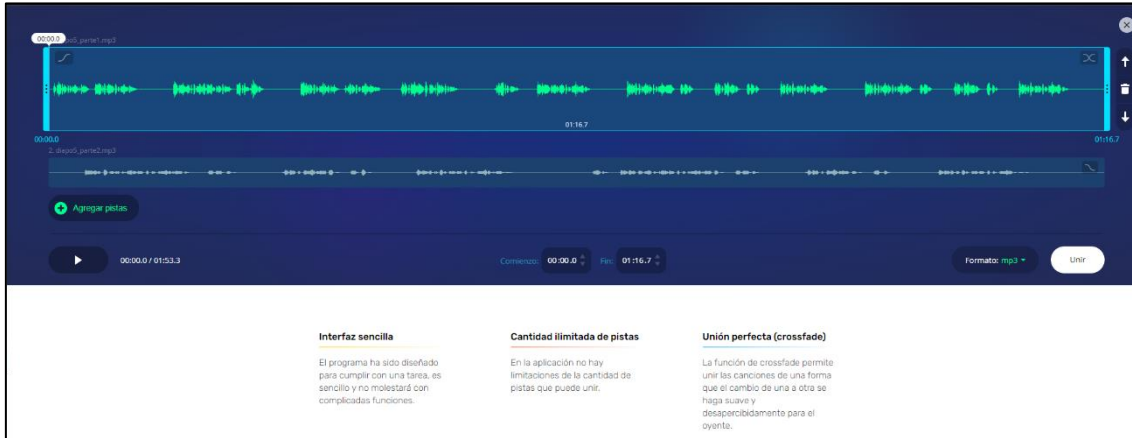 00:00.0
diapo5_parte1.mp3
01:16.7
00:00.0
01:16.7
2. diapo5_parte2.mp3
Agregar pistas
00:00.0 / 01:53.3
Comienzo: 00:00.0
Fin: 01:16.7
Formato: mp3
Unir
Interfaz sencilla
El programa ha sido diseñado
para cumplir con una tarea, es
sencillo y no molestará con
complicadas funciones.
Cantidad ilimitada de pistas
En la aplicación no hay
limitaciones de la cantidad de
pistas que puede unir.
Unión perfecta (crossfade)
La función de crossfade permite
unir las canciones de una forma
que el cambio de una a otra se
haga suave y
desapercibidamente para el
oyente.